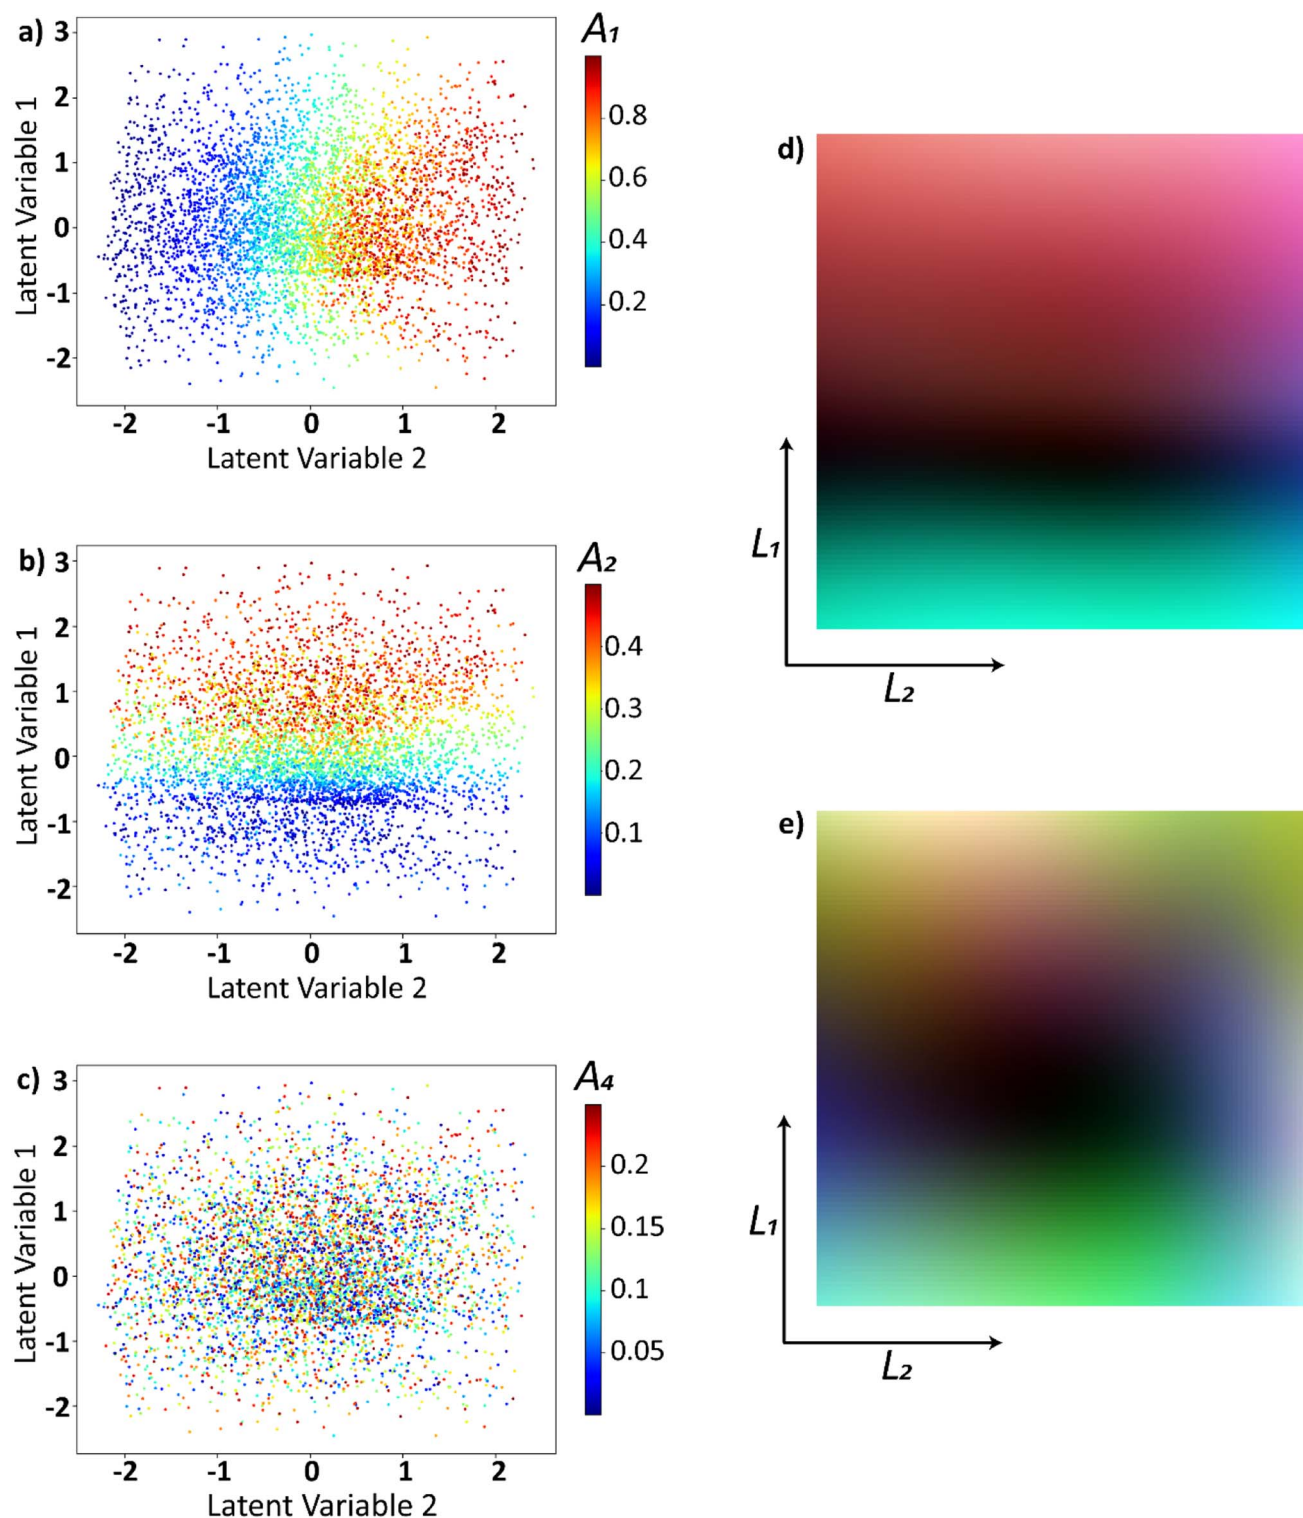 a)
A1
3
2
1
0
-1
-2
Latent Variable 1
-2 -1 0 1 2
Latent Variable 2
0.8
0.6
0.4
0.2
b)
A2
3
2
1
0
-1
-2
Latent Variable 1
-2 -1 0 1 2
Latent Variable 2
0.4
0.3
0.2
0.1
c)
A4
3
2
1
0
-1
-2
Latent Variable 1
-2 -1 0 1 2
Latent Variable 2
0.2
0.15
0.1
0.05
d)
L1
L2
e)
L1
L2